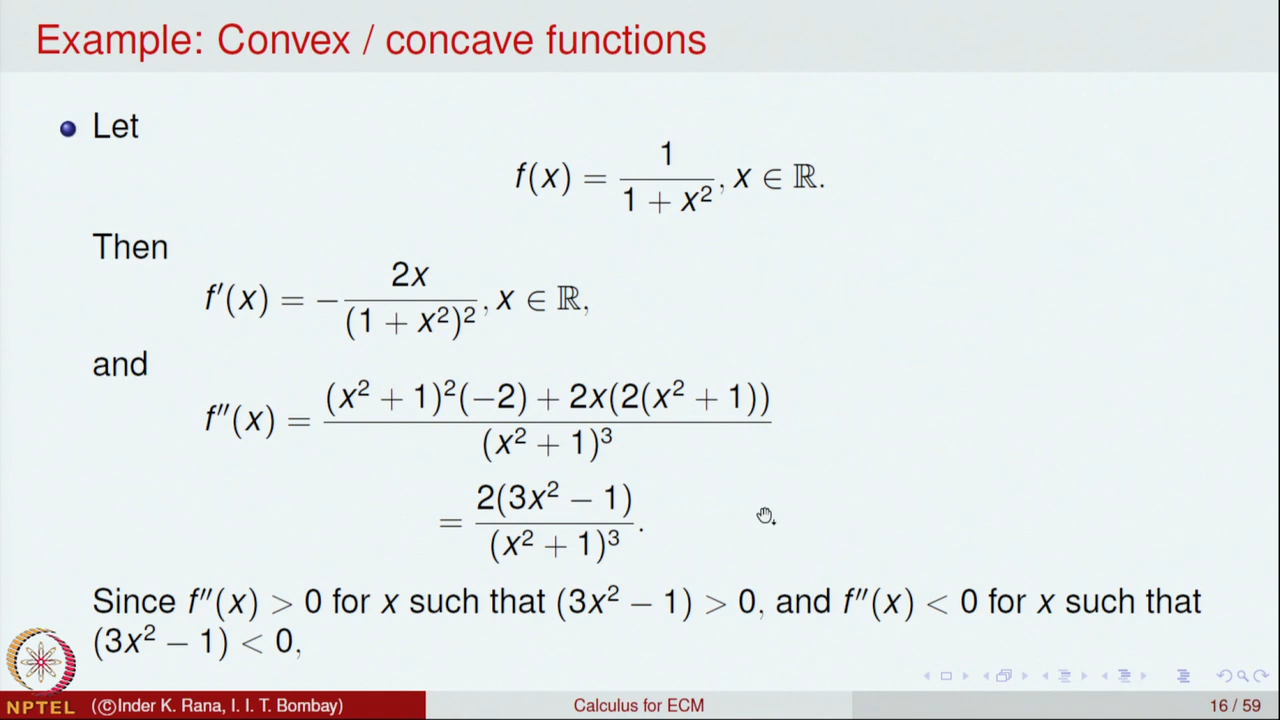 Example: Convex / concave functions
Let
f(x) = 1 / (1 + x²), x ∈ ℝ.
Then
f′(x) = − 2x / (1 + x²)², x ∈ ℝ,
and
f″(x) = (x² + 1)²(−2) + 2x(2(x² + 1)) / (x² + 1)³
= 2(3x² − 1) / (x² + 1)³.
Since f″(x) > 0 for x such that (3x² − 1) > 0, and f″(x) < 0 for x such that
(3x² − 1) < 0,
NPTEL (©Inder K. Rana, I. I. T. Bombay) Calculus for ECM 16 / 59